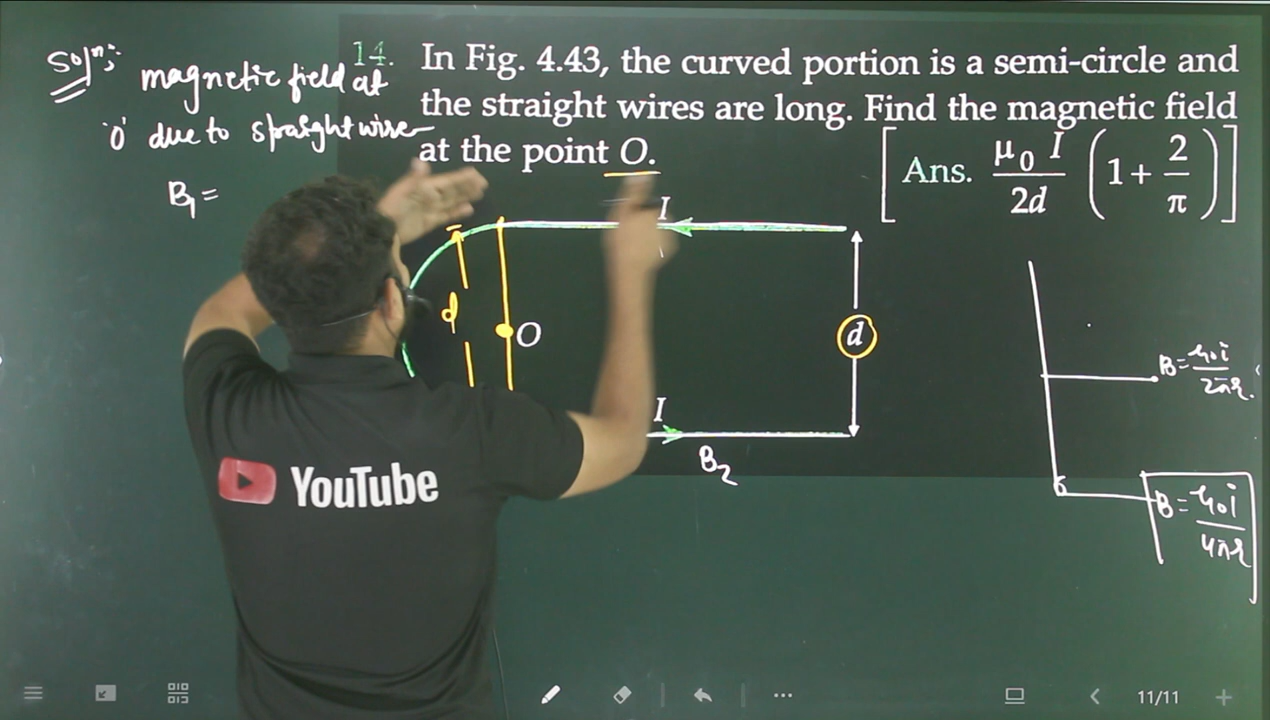 Solⁿ:
magnetic field at
'O' due to straight wire
B₁ =
14. In Fig. 4.43, the curved portion is a semi-circle and
the straight wires are long. Find the magnetic field
at the point O.
[Ans. μ₀ I / 2d (1 + 2/π)]
I
d
O
d
I
B₂
B = μ₀i / 2πr
B = μ₀i / 4πr
YouTube
11/11